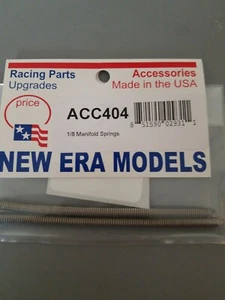 Racing Parts
Upgrades
Accessories
Made in the USA
price
ACC404
1/8 Manifold Springs
NEW ERA MODELS